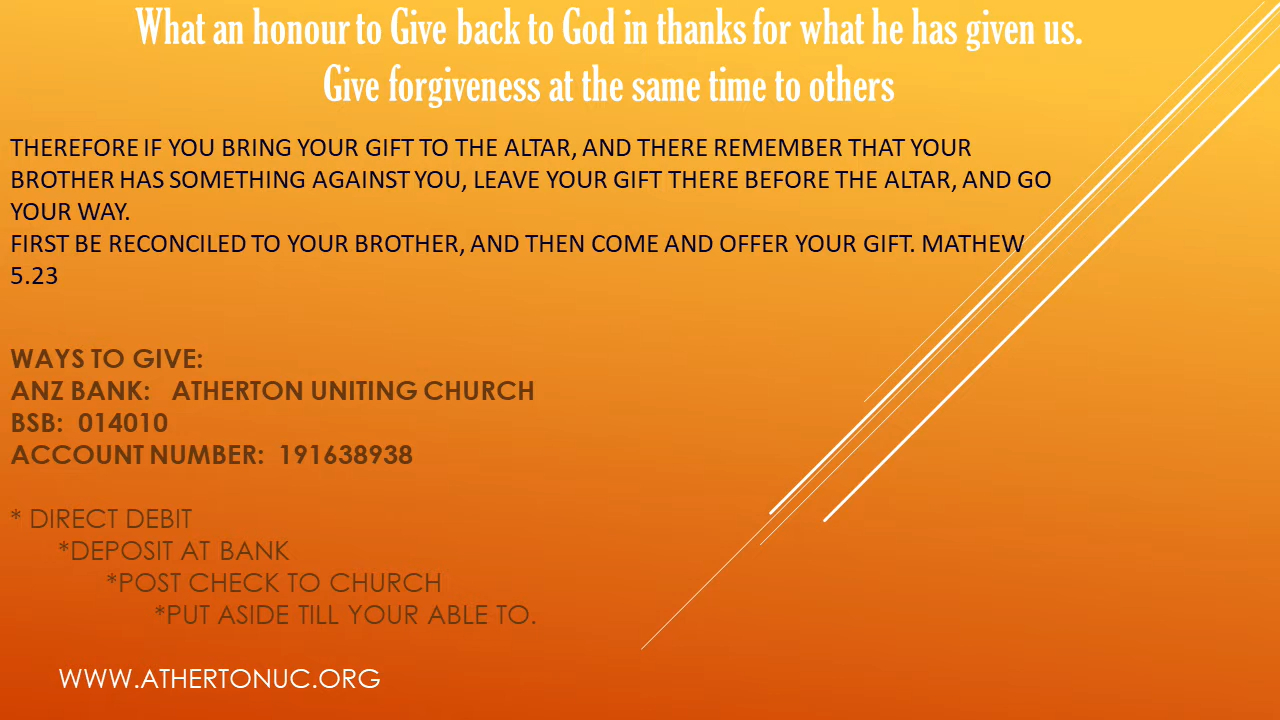 What an honour to Give back to God in thanks for what he has given us.
Give forgiveness at the same time to others
THEREFORE IF YOU BRING YOUR GIFT TO THE ALTAR, AND THERE REMEMBER THAT YOUR
BROTHER HAS SOMETHING AGAINST YOU, LEAVE YOUR GIFT THERE BEFORE THE ALTAR, AND GO
YOUR WAY.
FIRST BE RECONCILED TO YOUR BROTHER, AND THEN COME AND OFFER YOUR GIFT. MATHEW
5.23
WAYS TO GIVE:
ANZ BANK: ATHERTON UNITING CHURCH
BSB: 014010
ACCOUNT NUMBER: 191638938
* DIRECT DEBIT
*DEPOSIT AT BANK
*POST CHECK TO CHURCH
*PUT ASIDE TILL YOUR ABLE TO.
WWW.ATHERTONUC.ORG